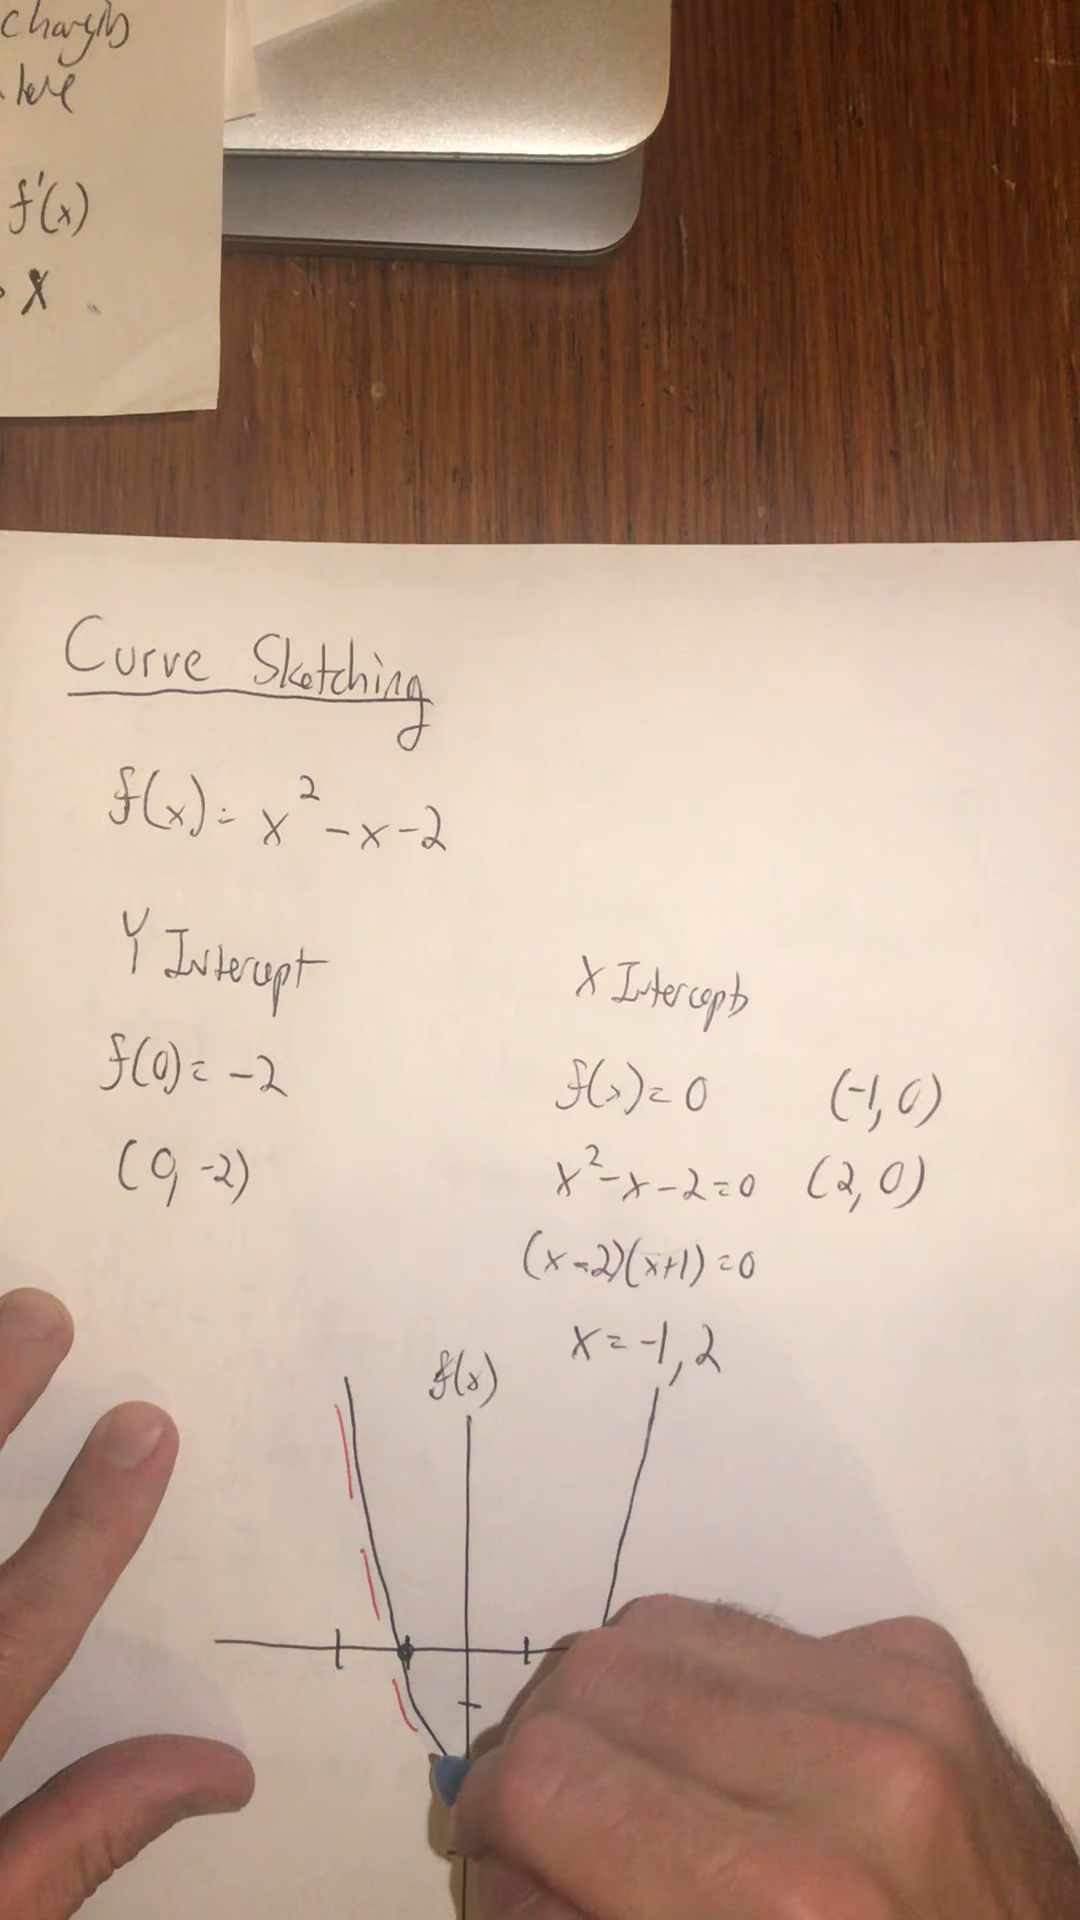 here
f'(x)
x
Curve Sketching
f(x) = x² - x - 2
Y Intercept
f(0) = -2
(0, -2)
X Intercepts
f(x) = 0 (-1, 0)
x² - x - 2 = 0 (2, 0)
(x - 2)(x + 1) = 0
x = -1, 2
f(x)